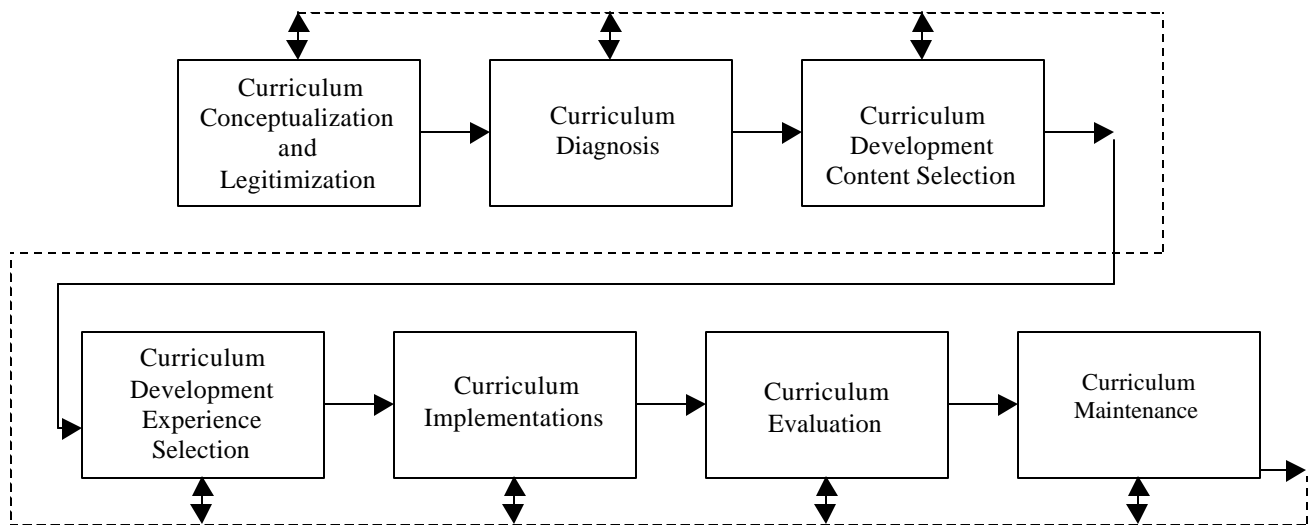 Curriculum
Conceptualization
and
Legitimization
Curriculum
Diagnosis
Curriculum
Development
Content Selection
Curriculum
Development
Experience
Selection
Curriculum
Implementations
Curriculum
Evaluation
Curriculum
Maintenance